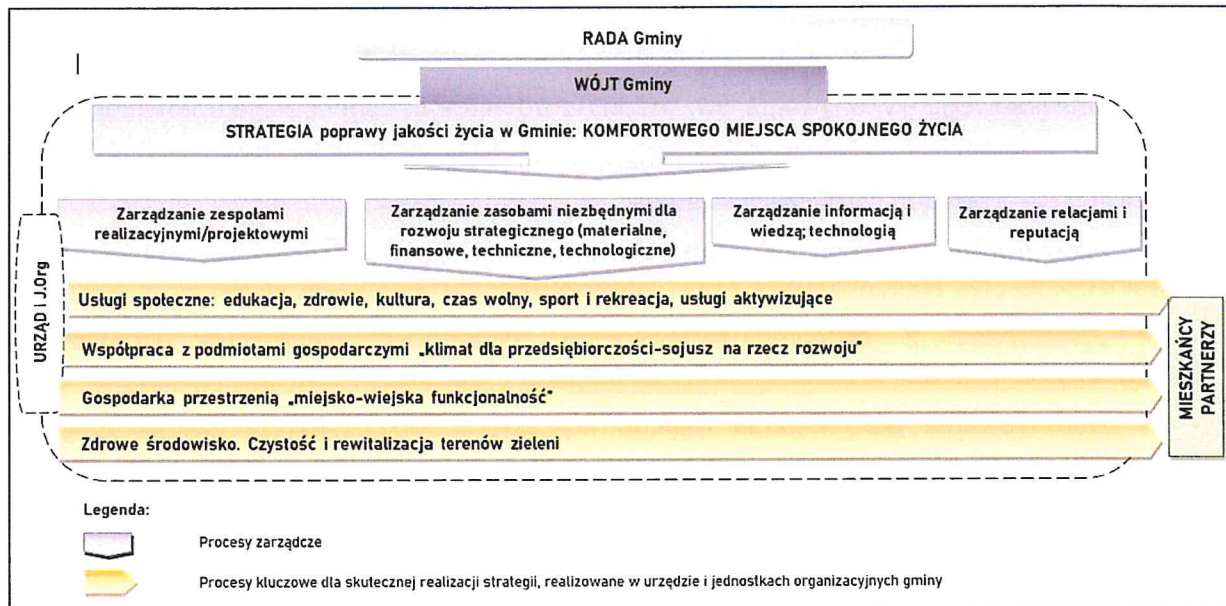 RADA Gminy
WÓJT Gminy
STRATEGIA poprawy jakości życia w Gminie: KOMFORTOWEGO MIEJSCA SPOKOJNEGO ŻYCIA
Zarządzanie zespołami
realizacyjnymi/projektowymi
Zarządzanie zasobami niezbędnymi dla
rozwoju strategicznego (materialne,
finansowe, techniczne, technologiczne)
Zarządzanie informacją i
wiedzą; technologią
Zarządzanie relacjami i
reputacją
URZĄD i J.Org
Usługi społeczne: edukacja, zdrowie, kultura, czas wolny, sport i rekreacja, usługi aktywizujące
Współpraca z podmiotami gospodarczymi „klimat dla przedsiębiorczości-sojusz na rzecz rozwoju"
Gospodarka przestrzenią „miejsko-wiejska funkcjonalność"
Zdrowe środowisko. Czystość i rewitalizacja terenów zieleni
MIESZKAŃCY
PARTNERZY
Legenda:
Procesy zarządcze
Procesy kluczowe dla skutecznej realizacji strategii, realizowane w urzędzie i jednostkach organizacyjnych gminy